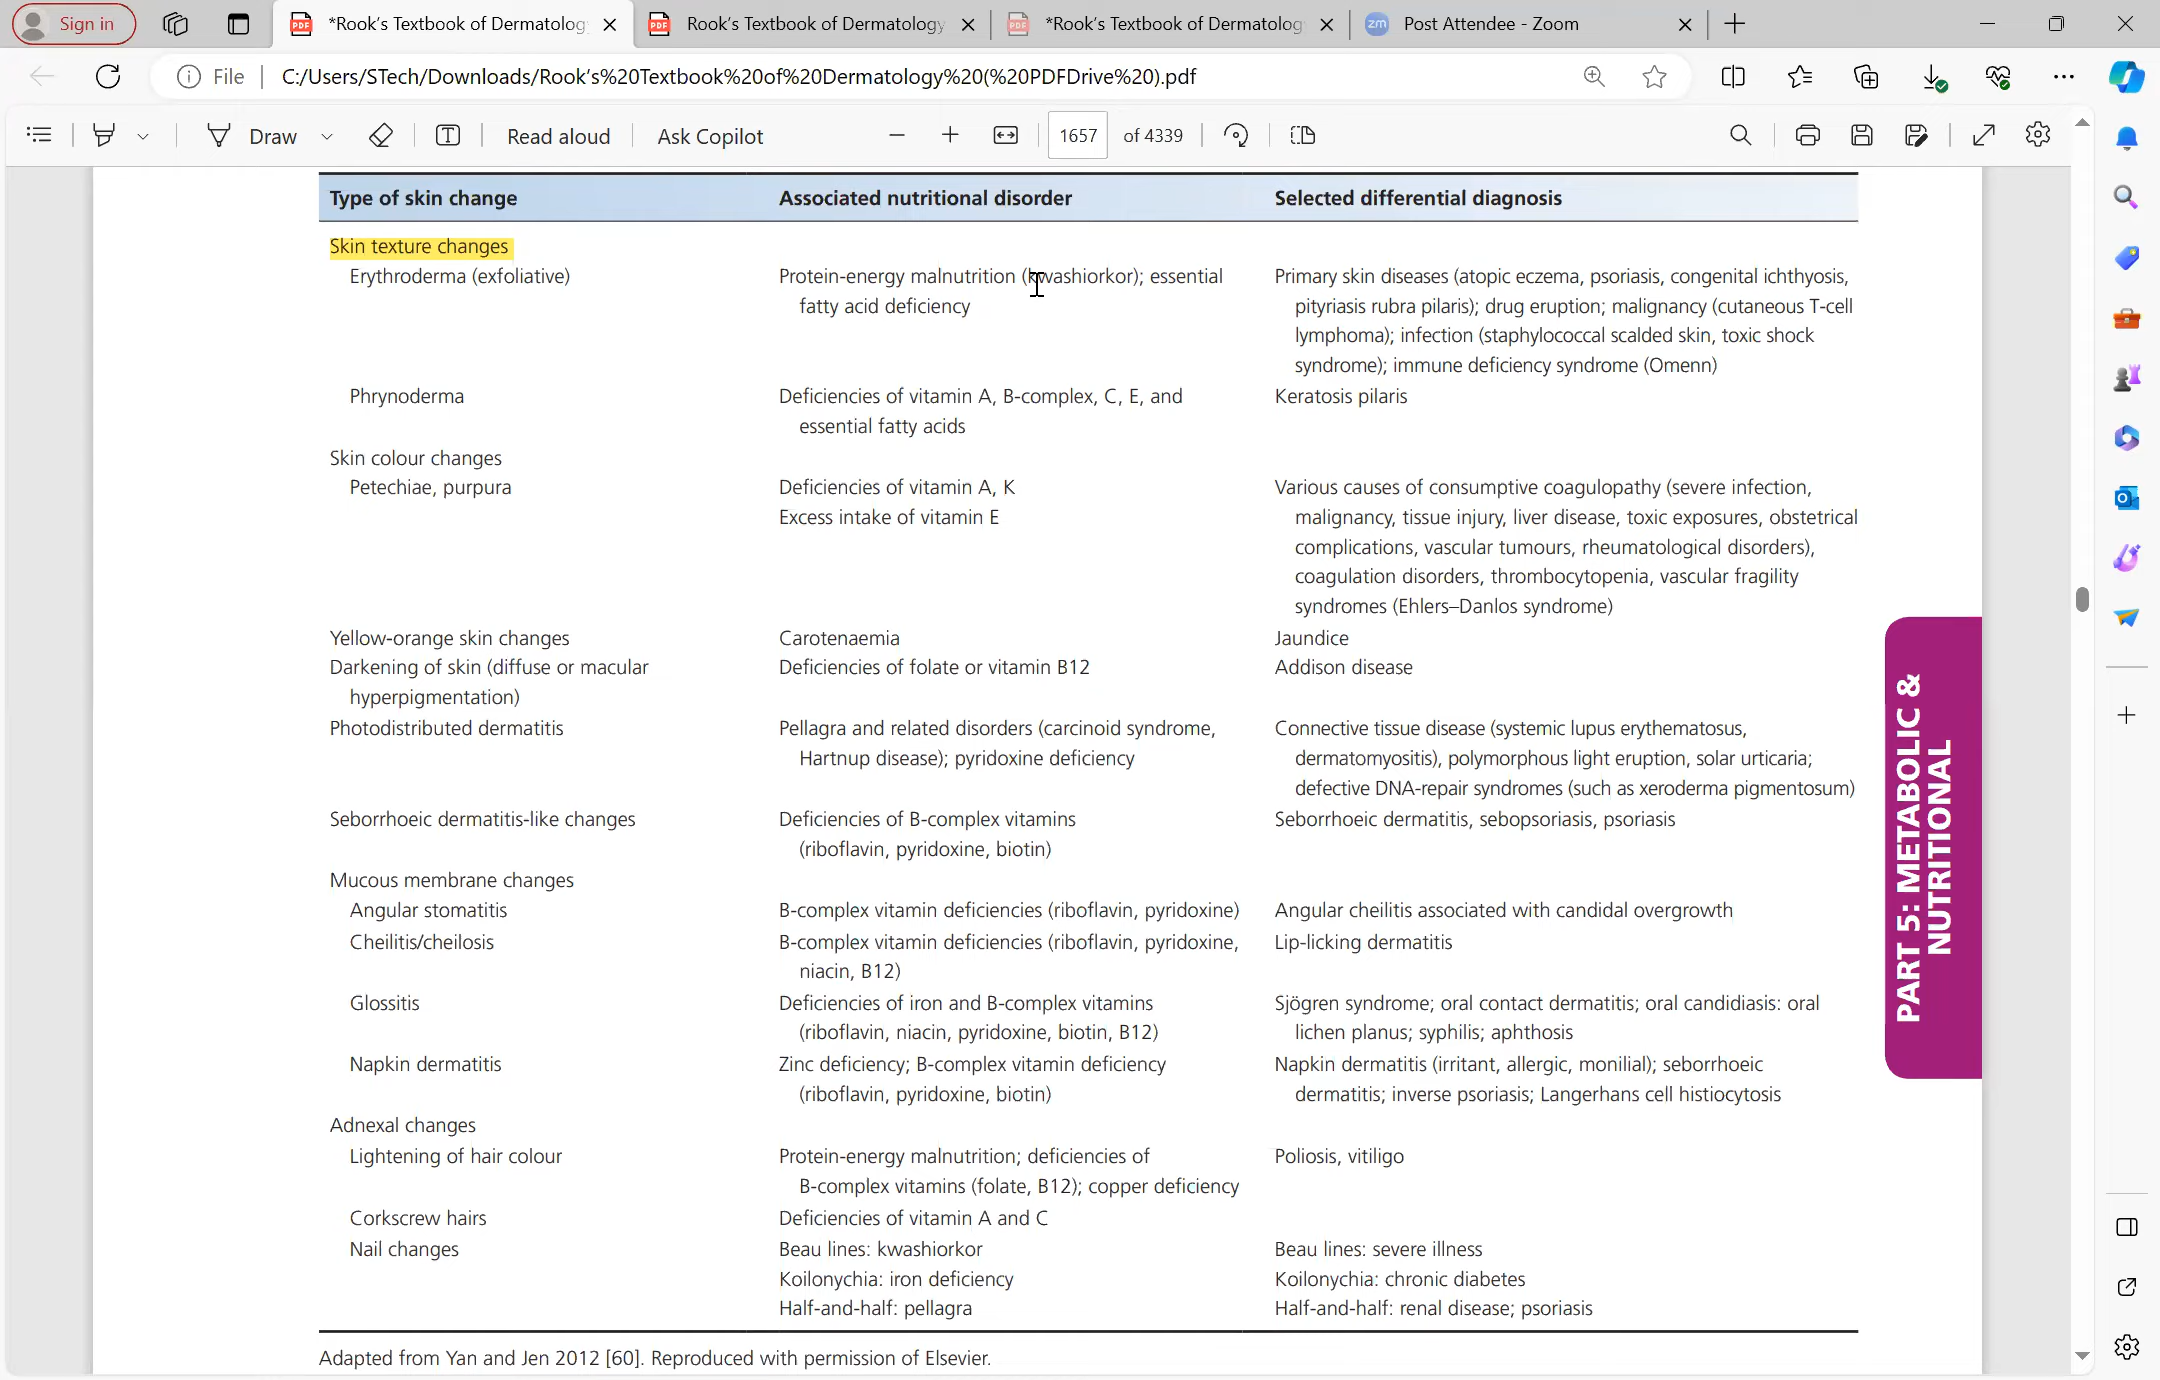 Sign in
*Rook's Textbook of Dermatolog
Rook's Textbook of Dermatology
*Rook's Textbook of Dermatolog
zm Post Attendee - Zoom
File
C:/Users/STech/Downloads/Rook's%20Textbook%20of%20Dermatology%20(%20PDFDrive%20).pdf
Draw
Read aloud
Ask Copilot
1657 of 4339
Type of skin change Associated nutritional disorder Selected differential diagnosis
Skin texture changes
Erythroderma (exfoliative) Protein-energy malnutrition (kwashiorkor); essential Primary skin diseases (atopic eczema, psoriasis, congenital ichthyosis,
fatty acid deficiency pityriasis rubra pilaris); drug eruption; malignancy (cutaneous T-cell
lymphoma); infection (staphylococcal scalded skin, toxic shock
syndrome); immune deficiency syndrome (Omenn)
Phrynoderma Deficiencies of vitamin A, B-complex, C, E, and Keratosis pilaris
essential fatty acids
Skin colour changes
Petechiae, purpura Deficiencies of vitamin A, K Various causes of consumptive coagulopathy (severe infection,
Excess intake of vitamin E malignancy, tissue injury, liver disease, toxic exposures, obstetrical
complications, vascular tumours, rheumatological disorders),
coagulation disorders, thrombocytopenia, vascular fragility
syndromes (Ehlers–Danlos syndrome)
Yellow-orange skin changes Carotenaemia Jaundice
Darkening of skin (diffuse or macular Deficiencies of folate or vitamin B12 Addison disease
hyperpigmentation)
Photodistributed dermatitis Pellagra and related disorders (carcinoid syndrome, Connective tissue disease (systemic lupus erythematosus,
Hartnup disease); pyridoxine deficiency dermatomyositis), polymorphous light eruption, solar urticaria;
defective DNA-repair syndromes (such as xeroderma pigmentosum)
Seborrhoeic dermatitis-like changes Deficiencies of B-complex vitamins Seborrhoeic dermatitis, sebopsoriasis, psoriasis
(riboflavin, pyridoxine, biotin)
Mucous membrane changes
Angular stomatitis B-complex vitamin deficiencies (riboflavin, pyridoxine) Angular cheilitis associated with candidal overgrowth
Cheilitis/cheilosis B-complex vitamin deficiencies (riboflavin, pyridoxine, Lip-licking dermatitis
niacin, B12)
Glossitis Deficiencies of iron and B-complex vitamins Sjögren syndrome; oral contact dermatitis; oral candidiasis: oral
(riboflavin, niacin, pyridoxine, biotin, B12) lichen planus; syphilis; aphthosis
Napkin dermatitis Zinc deficiency; B-complex vitamin deficiency Napkin dermatitis (irritant, allergic, monilial); seborrhoeic
(riboflavin, pyridoxine, biotin) dermatitis; inverse psoriasis; Langerhans cell histiocytosis
Adnexal changes
Lightening of hair colour Protein-energy malnutrition; deficiencies of Poliosis, vitiligo
B-complex vitamins (folate, B12); copper deficiency
Corkscrew hairs Deficiencies of vitamin A and C
Nail changes Beau lines: kwashiorkor Beau lines: severe illness
Koilonychia: iron deficiency Koilonychia: chronic diabetes
Half-and-half: pellagra Half-and-half: renal disease; psoriasis
Adapted from Yan and Jen 2012 [60]. Reproduced with permission of Elsevier.
PART 5: METABOLIC &
NUTRITIONAL